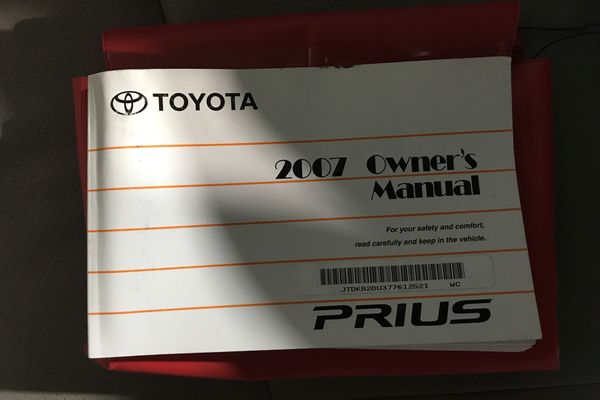 TOYOTA
2007 Owner's
Manual
For your safety and comfort,
read carefully and keep in the vehicle.
JTDKB20U377612521 WC
PRIUS